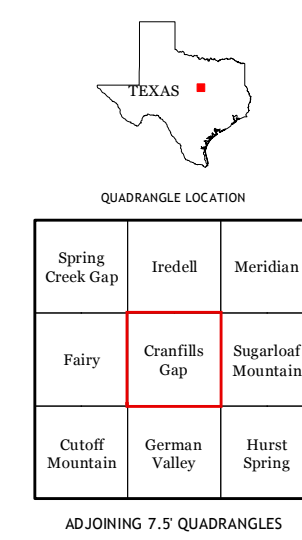 TEXAS
QUADRANGLE LOCATION
Spring
Creek Gap
Iredell
Meridian
Fairy
Cranfills
Gap
Sugarloaf
Mountain
Cutoff
Mountain
German
Valley
Hurst
Spring
ADJOINING 7.5' QUADRANGLES